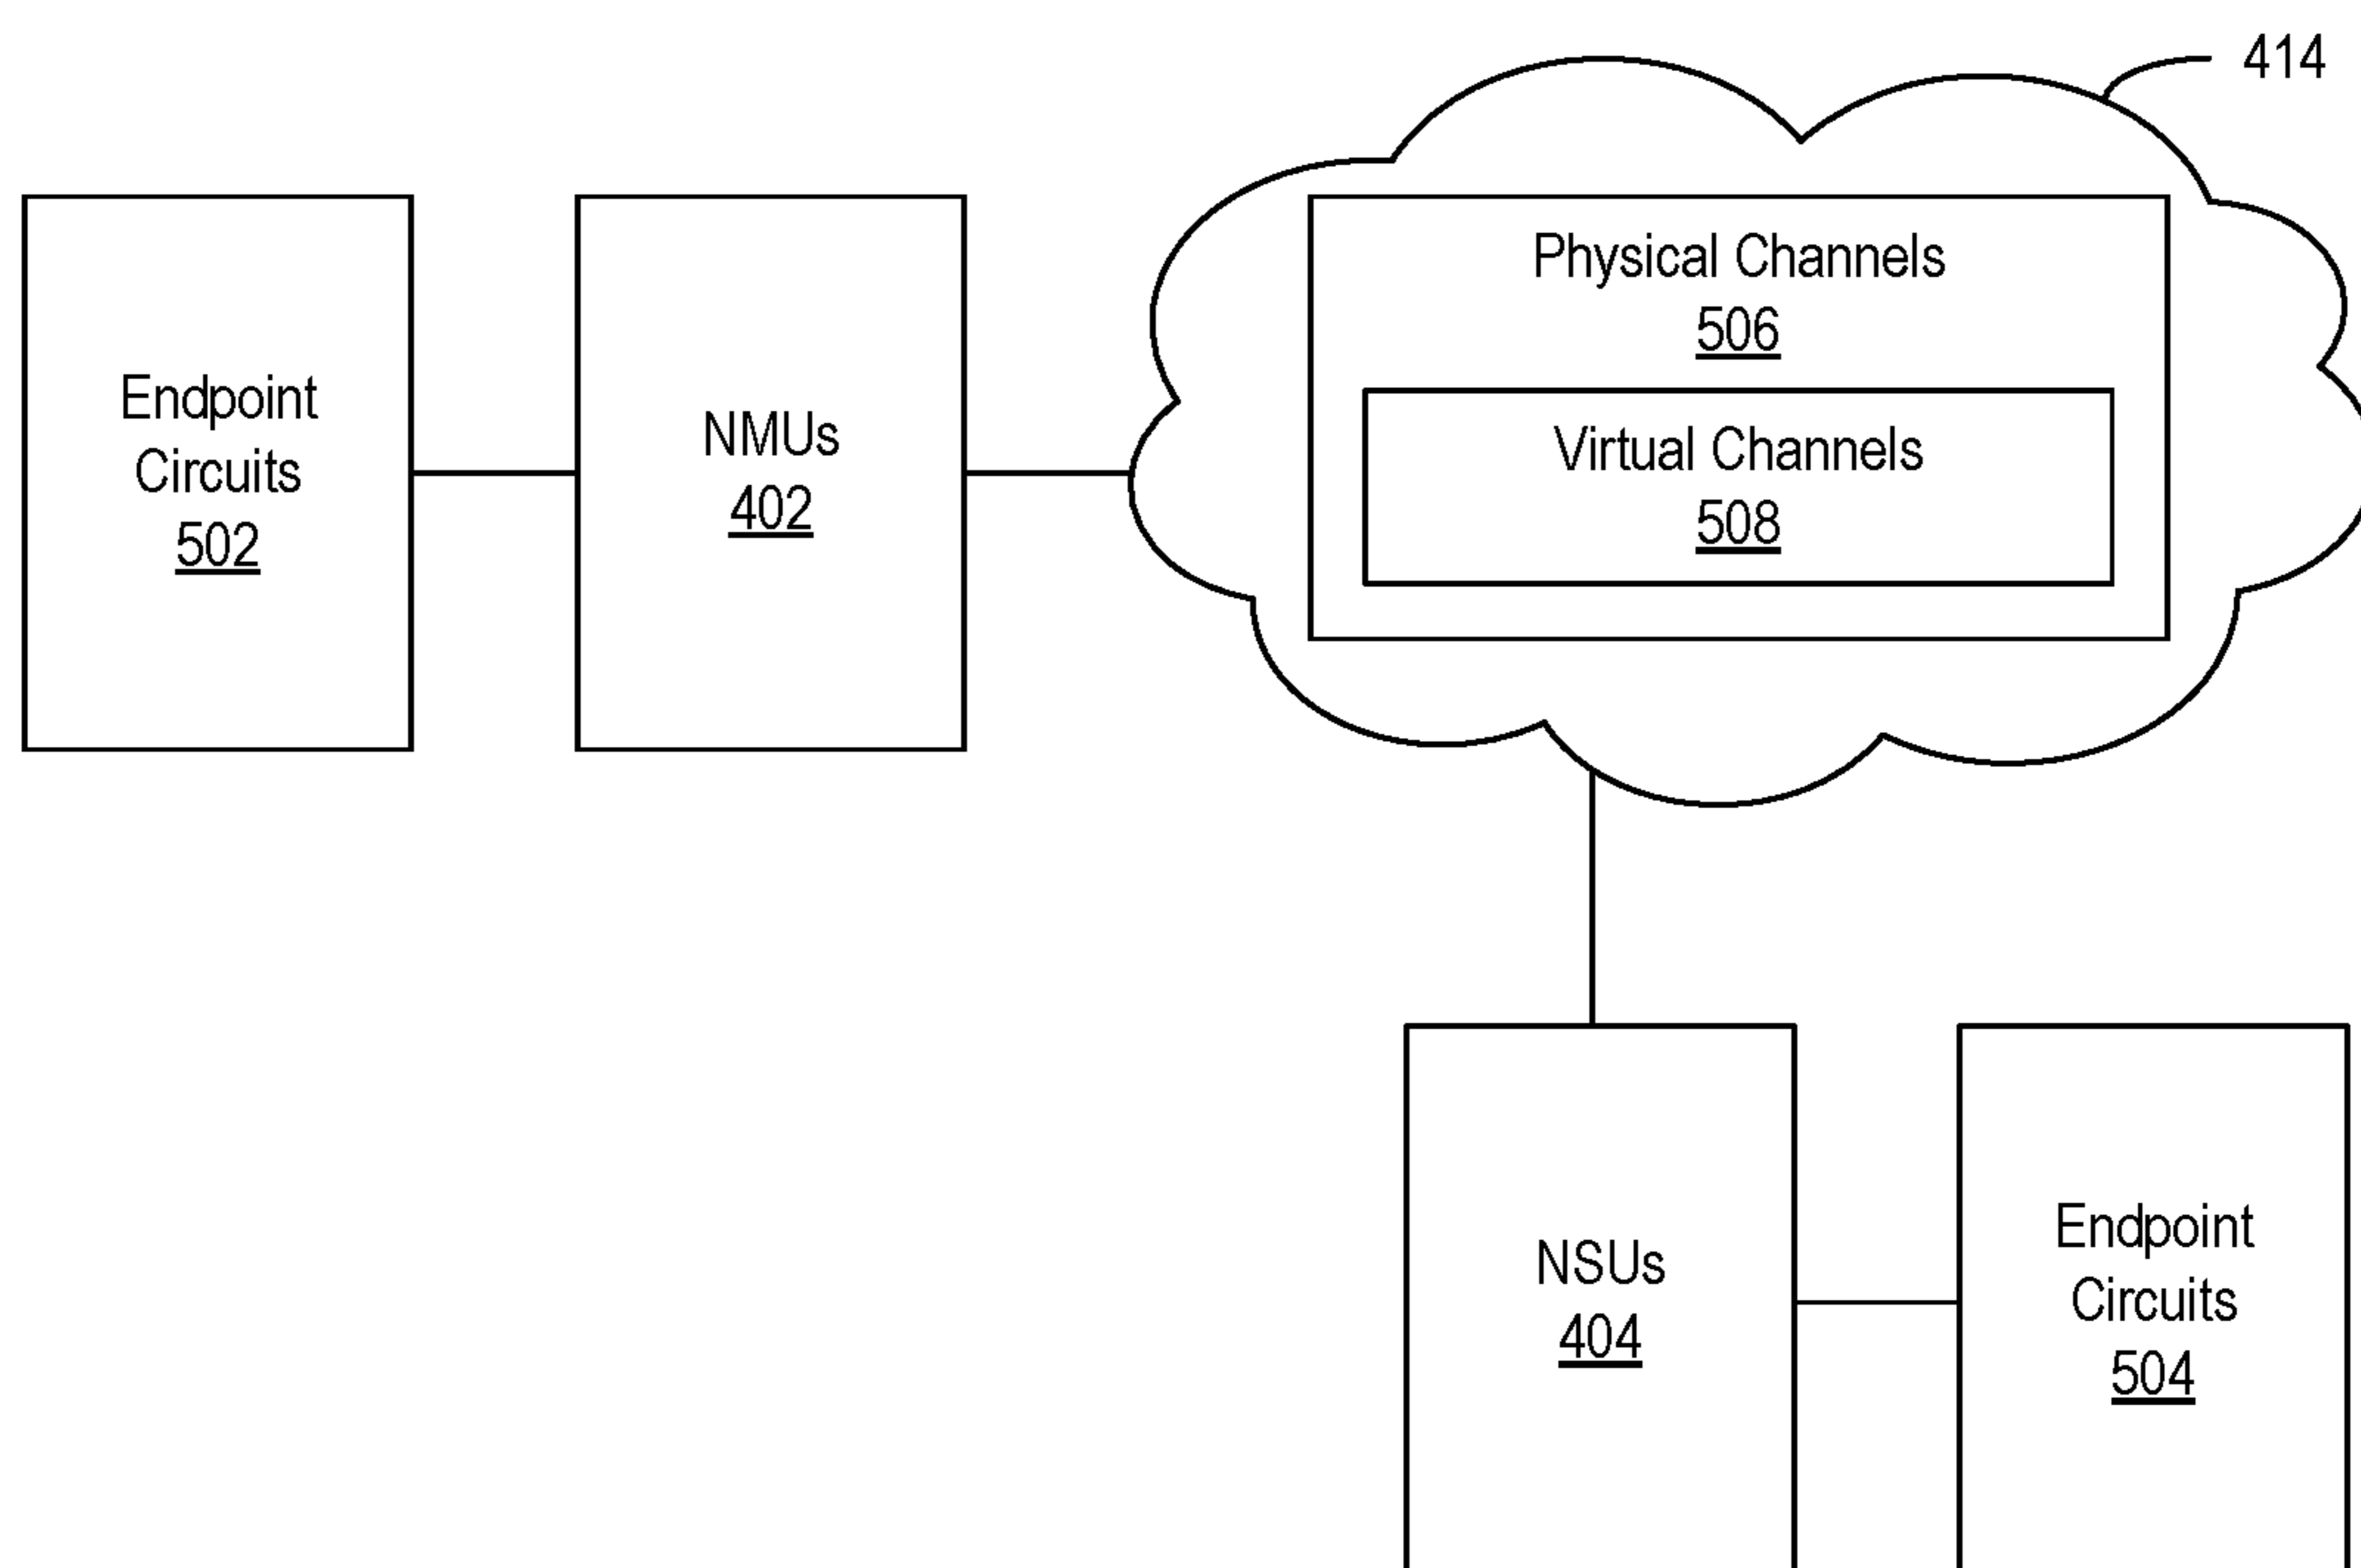 414
Physical Channels
506
Endpoint
Circuits
502
NMUs
402
Virtual Channels
508
NSUs
404
Endpoint
Circuits
504